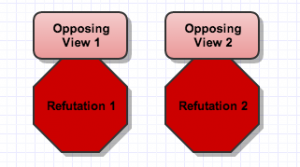 Opposing
View 1
Opposing
View 2
Refutation 1
Refutation 2